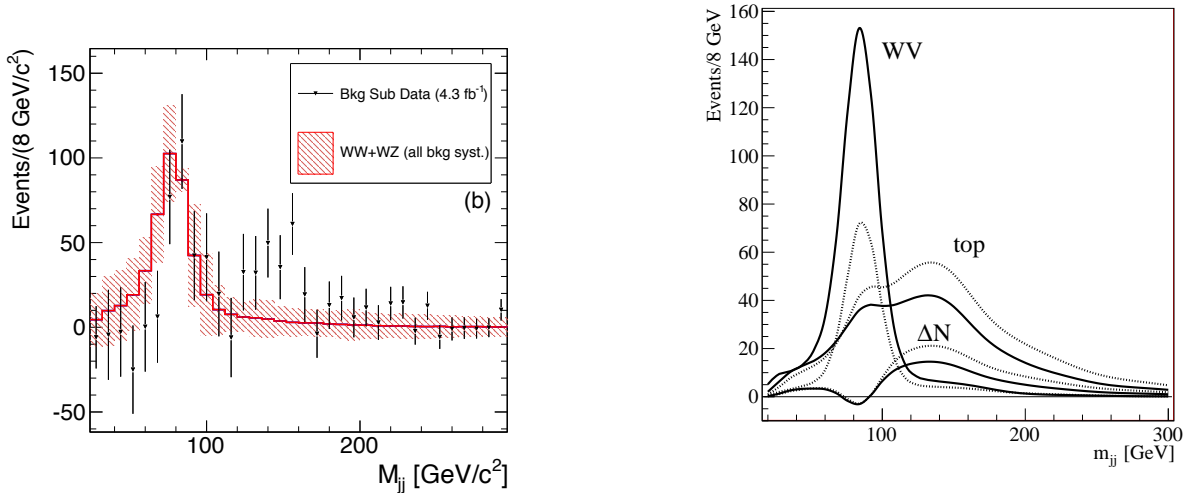 Events/(8 GeV/c²)
150
100
50
0
-50
Bkg Sub Data (4.3 fb⁻¹)
WW+WZ (all bkg syst.)
(b)
100
200
M_jj [GeV/c²]
Events/8 GeV
160
140
120
100
80
60
40
20
0
WV
top
ΔN
100
200
300
m_jj [GeV]